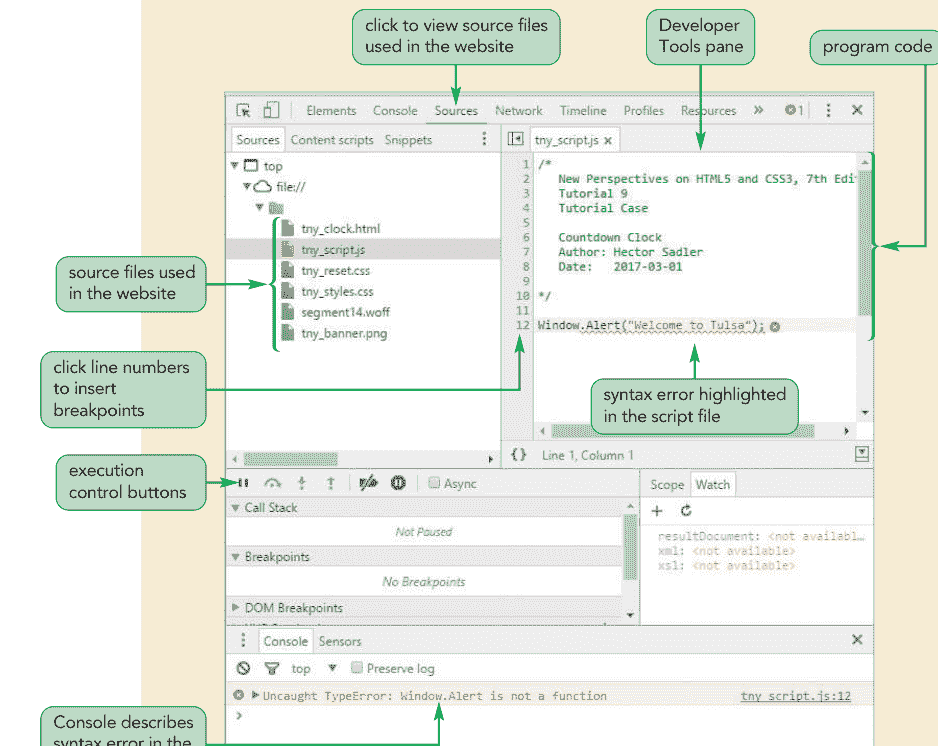 click to view source files
used in the website
Developer
Tools pane
program code
Elements Console Sources Network Timeline Profiles Resources » 1
Sources Content scripts Snippets
tny_script.js ×
top
file://
tny_clock.html
tny_script.js
tny_reset.css
tny_styles.css
segment14.woff
tny_banner.png
source files used
in the website
click line numbers
to insert
breakpoints
1 /*
2 New Perspectives on HTML5 and CSS3, 7th Edi
3 Tutorial 9
4 Tutorial Case
5
6 Countdown Clock
7 Author: Hector Sadler
8 Date: 2017-03-01
9
10 */
11
12 Window.Alert("Welcome to Tulsa");
syntax error highlighted
in the script file
{} Line 1, Column 1
execution
control buttons
Async
Call Stack
Not Paused
Breakpoints
No Breakpoints
DOM Breakpoints
Scope Watch
resultDocument: <not availabl…
xml: <not available>
xsl: <not available>
Console Sensors
top Preserve log
Uncaught TypeError: Window.Alert is not a function tny_script.js:12
>
Console describes
syntax error in the